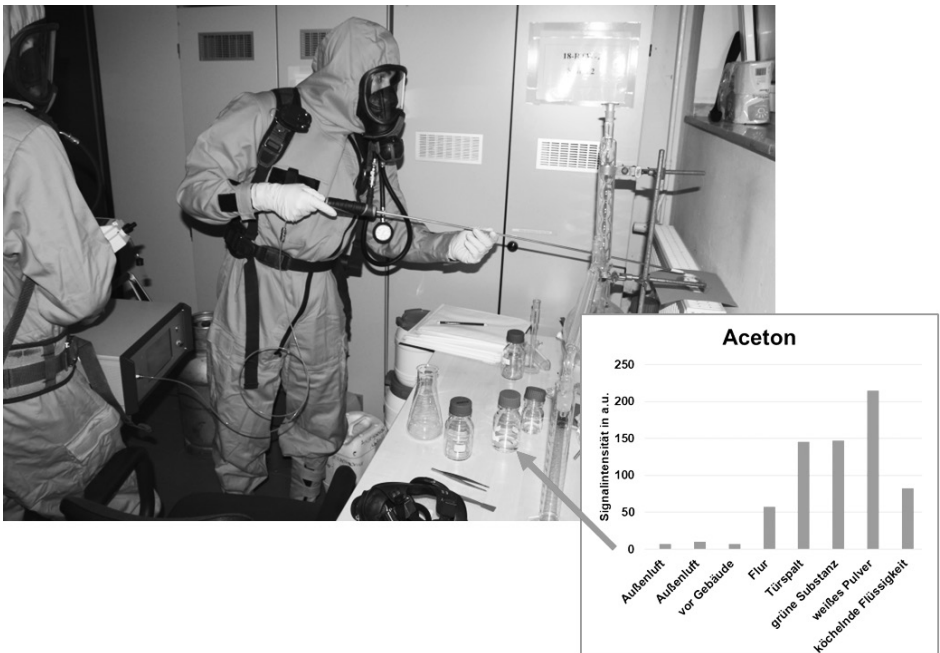 Aceton
Signalintensität in a.u.
250
200
150
100
50
0
Außenluft
Außenluft
vor Gebäude
Flur
Türspalt
grüne Substanz
weißes Pulver
köchelnde Flüssigkeit